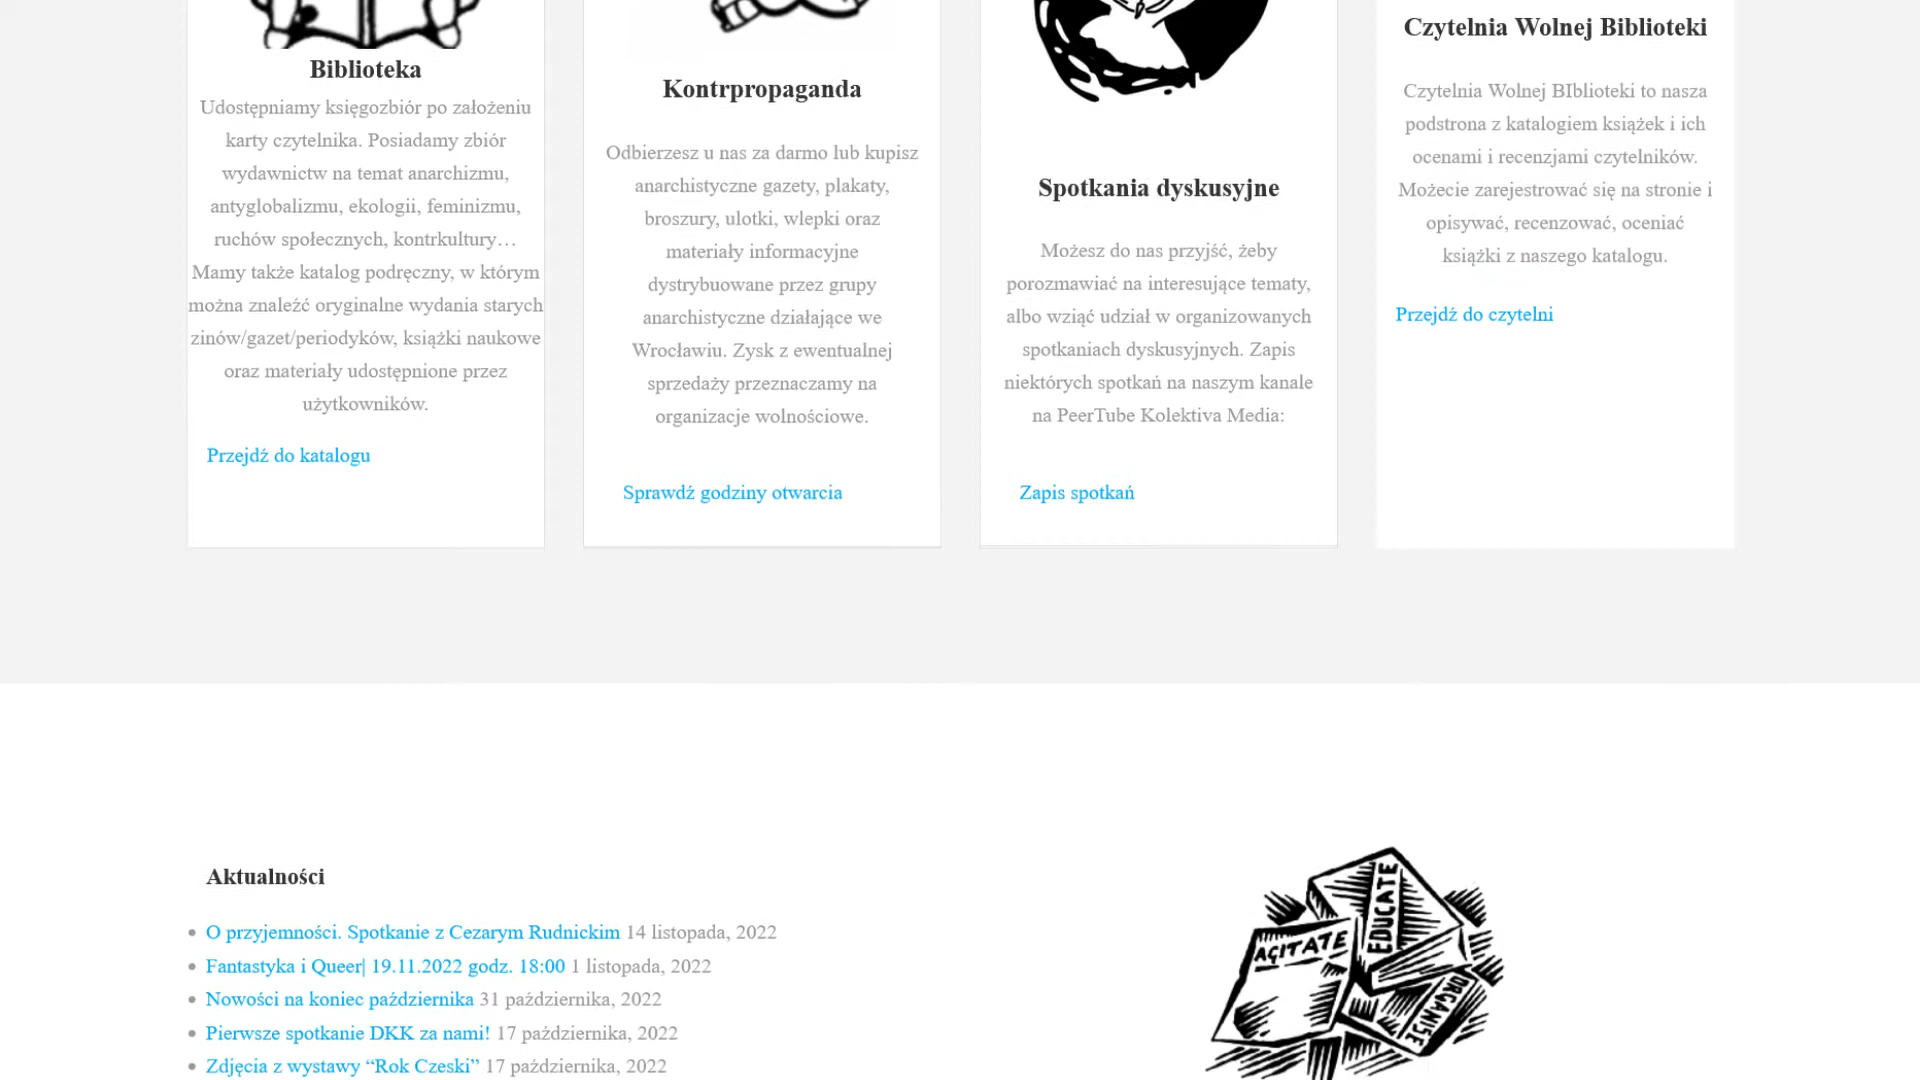 Biblioteka
Udostępniamy księgozbiór po założeniu
karty czytelnika. Posiadamy zbiór
wydawnictw na temat anarchizmu,
antyglobalizmu, ekologii, feminizmu,
ruchów społecznych, kontrkultury…
Mamy także katalog podręczny, w którym
można znaleźć oryginalne wydania starych
zinów/gazet/periodyków, książki naukowe
oraz materiały udostępnione przez
użytkowników.
Przejdź do katalogu
Kontrpropaganda
Odbierzesz u nas za darmo lub kupisz
anarchistyczne gazety, plakaty,
broszury, ulotki, wlepki oraz
materiały informacyjne
dystrybuowane przez grupy
anarchistyczne działające we
Wrocławiu. Zysk z ewentualnej
sprzedaży przeznaczamy na
organizacje wolnościowe.
Sprawdź godziny otwarcia
Spotkania dyskusyjne
Możesz do nas przyjść, żeby
porozmawiać na interesujące tematy,
albo wziąć udział w organizowanych
spotkaniach dyskusyjnych. Zapis
niektórych spotkań na naszym kanale
na PeerTube Kolektiva Media:
Zapis spotkań
Czytelnia Wolnej Biblioteki
Czytelnia Wolnej BIblioteki to nasza
podstrona z katalogiem książek i ich
ocenami i recenzjami czytelników.
Możecie zarejestrować się na stronie i
opisywać, recenzować, oceniać
książki z naszego katalogu.
Przejdź do czytelni
Aktualności
O przyjemności. Spotkanie z Cezarym Rudnickim 14 listopada, 2022
Fantastyka i Queer| 19.11.2022 godz. 18:00 1 listopada, 2022
Nowości na koniec października 31 października, 2022
Pierwsze spotkanie DKK za nami! 17 października, 2022
Zdjęcia z wystawy “Rok Czeski” 17 października, 2022
EDUCATE
AGITATE
ORGANISE